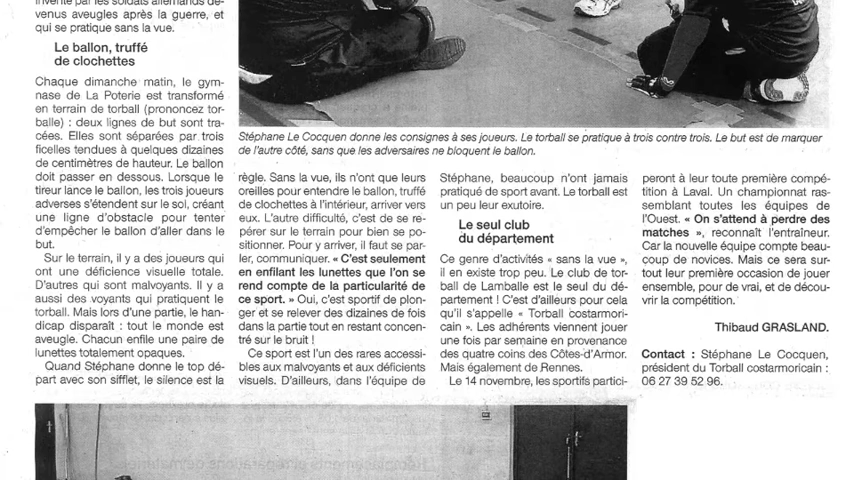 inventé par les soldats allemands de-
venus aveugles après la guerre, et
qui se pratique sans la vue.
Le ballon, truffé
de clochettes
Chaque dimanche matin, le gym-
nase de La Poterie est transformé
en terrain de torball (prononcez tor-
balle) : deux lignes de but sont tra-
cées. Elles sont séparées par trois
ficelles tendues à quelques dizaines
de centimètres de hauteur. Le ballon
doit passer en dessous. Lorsque le
tireur lance le ballon, les trois joueurs
adverses s'étendent sur le sol, créant
une ligne d'obstacle pour tenter
d'empêcher le ballon d'aller dans le
but.
Sur le terrain, il y a des joueurs qui
ont une déficience visuelle totale.
D'autres qui sont malvoyants. Il y a
aussi des voyants qui pratiquent le
torball. Mais lors d'une partie, le han-
dicap disparaît : tout le monde est
aveugle. Chacun enfile une paire de
lunettes totalement opaques.
Quand Stéphane donne le top dé-
part avec son sifflet, le silence est la
Stéphane Le Cocquen donne les consignes à ses joueurs. Le torball se pratique à trois contre trois. Le but est de marquer
de l'autre côté, sans que les adversaires ne bloquent le ballon.
règle. Sans la vue, ils n'ont que leurs
oreilles pour entendre le ballon, truffé
de clochettes à l'intérieur, arriver vers
eux. L'autre difficulté, c'est de se re-
pérer sur le terrain pour bien se po-
sitionner. Pour y arriver, il faut se par-
ler, communiquer. « C'est seulement
en enfilant les lunettes que l'on se
rend compte de la particularité de
ce sport. » Oui, c'est sportif de plon-
ger et se relever des dizaines de fois
dans la partie tout en restant concen-
tré sur le bruit !
Ce sport est l'un des rares accessi-
bles aux malvoyants et aux déficients
visuels. D'ailleurs, dans l'équipe de
Stéphane, beaucoup n'ont jamais
pratiqué de sport avant. Le torball est
un peu leur exutoire.
Le seul club
du département
Ce genre d'activités « sans la vue »,
il en existe trop peu. Le club de tor-
ball de Lamballe est le seul du dé-
partement ! C'est d'ailleurs pour cela
qu'il s'appelle « Torball costarmori-
cain ». Les adhérents viennent jouer
une fois par semaine en provenance
des quatre coins des Côtes-d'Armor.
Mais également de Rennes.
Le 14 novembre, les sportifs partici-
peront à leur toute première compé-
tition à Laval. Un championnat ras-
semblant toutes les équipes de
l'Ouest. « On s'attend à perdre des
matches », reconnaît l'entraîneur.
Car la nouvelle équipe compte beau-
coup de novices. Mais ce sera sur-
tout leur première occasion de jouer
ensemble, pour de vrai, et de décou-
vrir la compétition.
Thibaud GRASLAND.
Contact : Stéphane Le Cocquen,
président du Torball costarmoricain :
06 27 39 52 96.